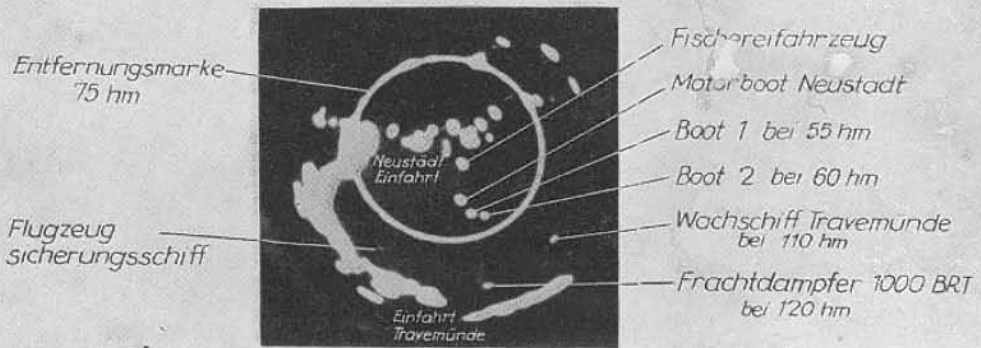 Entfernungsmarke
75 hm
Flugzeug
sicherungsschiff
Neustädt
Einfahrt
Einfahrt
Travemünde
Fischereifahrzeug
Motorboot Neustadt
Boot 1 bei 55 hm
Boot 2 bei 60 hm
Wachschiff Travemünde
bei 110 hm
Frachtdampfer 1000 BRT
bei 120 hm